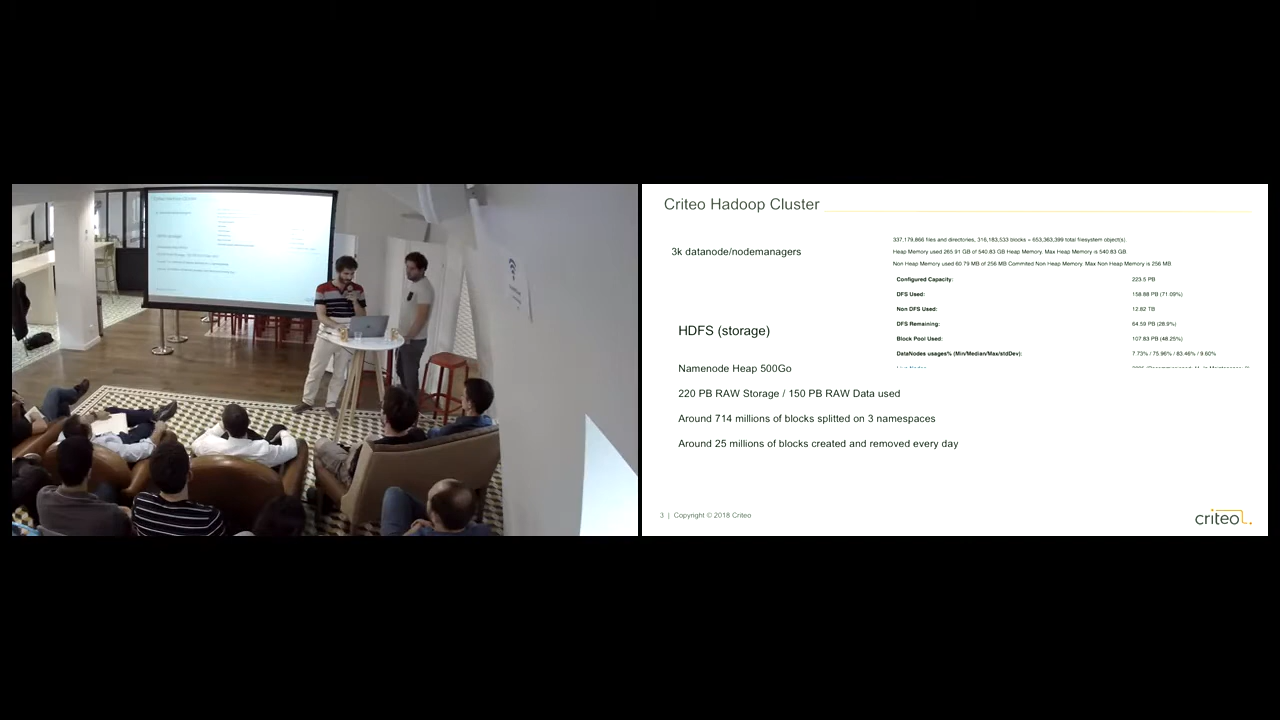 Criteo Hadoop Cluster
3k datanode/nodemanagers
337,179,866 files and directories, 316,183,533 blocks = 653,363,399 total filesystem object(s).
Heap Memory used 265.91 GB of 540.83 GB Heap Memory. Max Heap Memory is 540.83 GB.
Non Heap Memory used 60.79 MB of 256 MB Commited Non Heap Memory. Max Non Heap Memory is 256 MB
Configured Capacity: 223.5 PB
DFS Used: 158.88 PB (71.09%)
Non DFS Used: 12.82 TB
DFS Remaining: 64.59 PB (28.9%)
Block Pool Used: 107.83 PB (48.25%)
DataNodes usages% (Min/Median/Max/stdDev): 7.73% / 75.96% / 83.46% / 9.60%
HDFS (storage)
Namenode Heap 500Go
220 PB RAW Storage / 150 PB RAW Data used
Around 714 millions of blocks splitted on 3 namespaces
Around 25 millions of blocks created and removed every day
3 | Copyright © 2018 Criteo
criteo